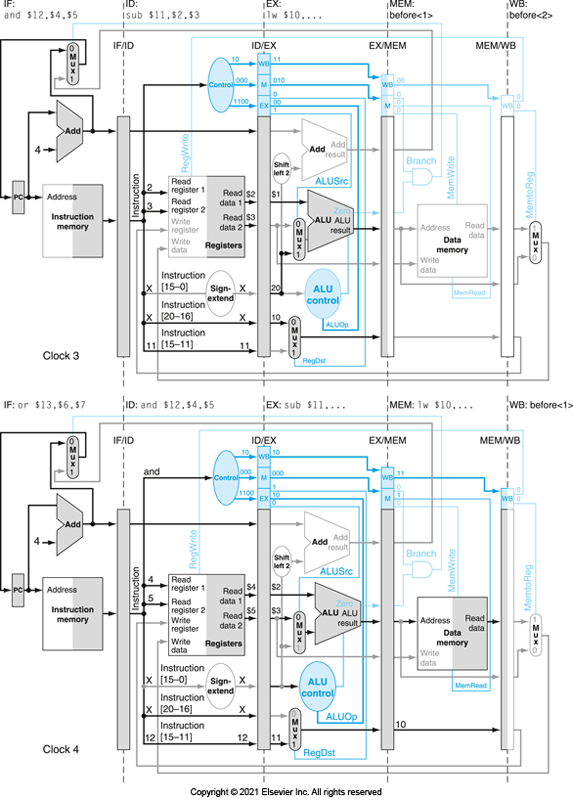 IF:
and $12,$4,$5
ID:
sub $11,$2,$3
EX:
lw $10,...
MEM:
before<1>
WB:
before<2>
IF/ID
ID/EX
EX/MEM
MEM/WB
0
Mux
1
10
WB
11
Control
000
M
010
WB
00
1100
EX
00
1
M
0
WB
0
Add
4
RegWrite
Shift
left 2
Add
Add
result
ALUSrc
Branch
MemWrite
MemtoReg
PC
Address
Instruction
memory
Instruction
2
Read
register 1
3
Read
register 2
Write
register
Write
data
Read
data 1
Read
data 2
Registers
$2
$3
$1
0
Mux
1
Zero
ALU
ALU
result
Address
Write
data
Read
data
Data
memory
MemRead
1
Mux
0
Instruction
[15–0]
X
Sign-
extend
X
20
ALU
control
ALUOp
Instruction
[20–16]
X
X
10
0
Mux
1
Instruction
[15–11]
11
11
RegDst
Clock 3
IF: or $13,$6,$7
ID: and $12,$4,$5
EX: sub $11,...
MEM: lw $10,...
WB: before<1>
IF/ID
ID/EX
EX/MEM
MEM/WB
0
Mux
1
and
10
WB
10
Control
000
M
000
WB
11
1100
EX
10
M
1
0
WB
0
Add
4
RegWrite
Shift
left 2
Add
Add
result
ALUSrc
Branch
MemWrite
MemtoReg
PC
Address
Instruction
memory
Instruction
4
Read
register 1
5
Read
register 2
Write
register
Write
data
Read
data 1
Read
data 2
Registers
$4
$5
$2
$3
0
Mux
1
Zero
ALU
ALU
result
Address
Write
data
Read
data
Data
memory
MemRead
1
Mux
0
Instruction
[15–0]
X
Sign-
extend
X
ALU
control
ALUOp
Instruction
[20–16]
X
X
0
Mux
1
10
Instruction
[15–11]
12
12
11
RegDst
Clock 4
Copyright © 2021 Elsevier Inc. All rights reserved